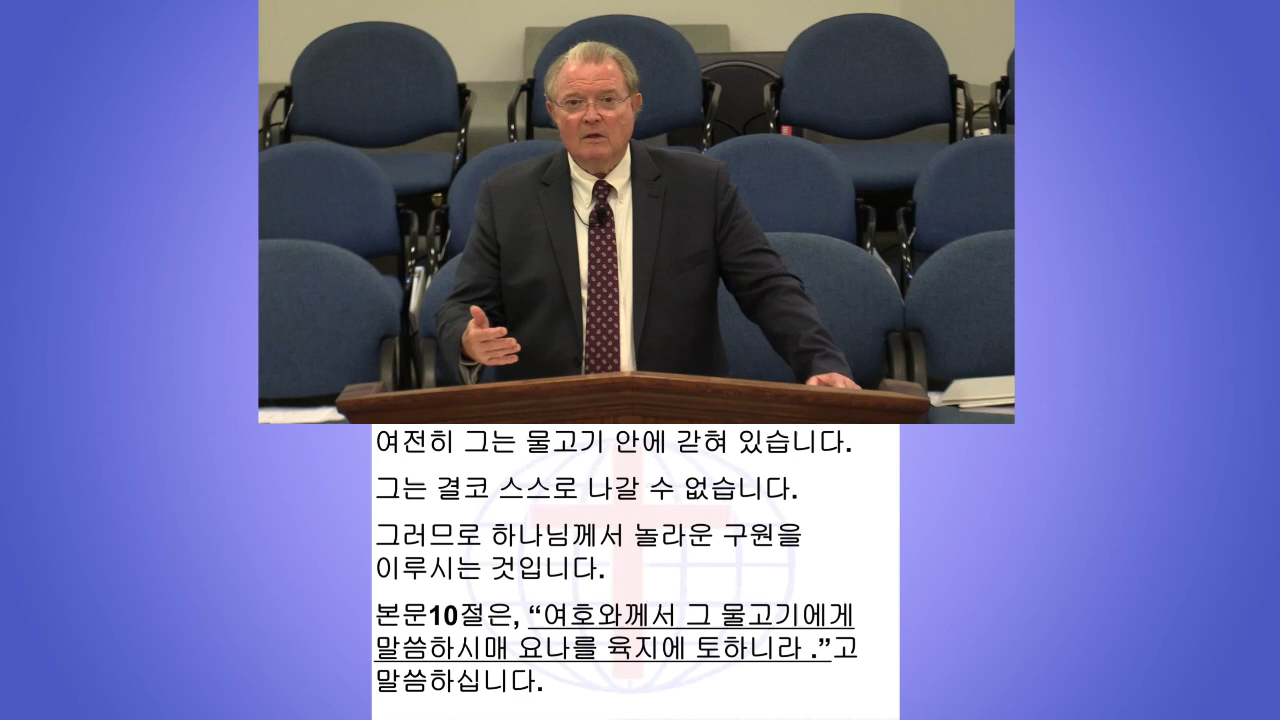 여전히 그는 물고기 안에 갇혀 있습니다.
그는 결코 스스로 나갈 수 없습니다.
그러므로 하나님께서 놀라운 구원을
이루시는 것입니다.
본문10절은, “여호와께서 그 물고기에게
말씀하시매 요나를 육지에 토하니라 .”고
말씀하십니다.